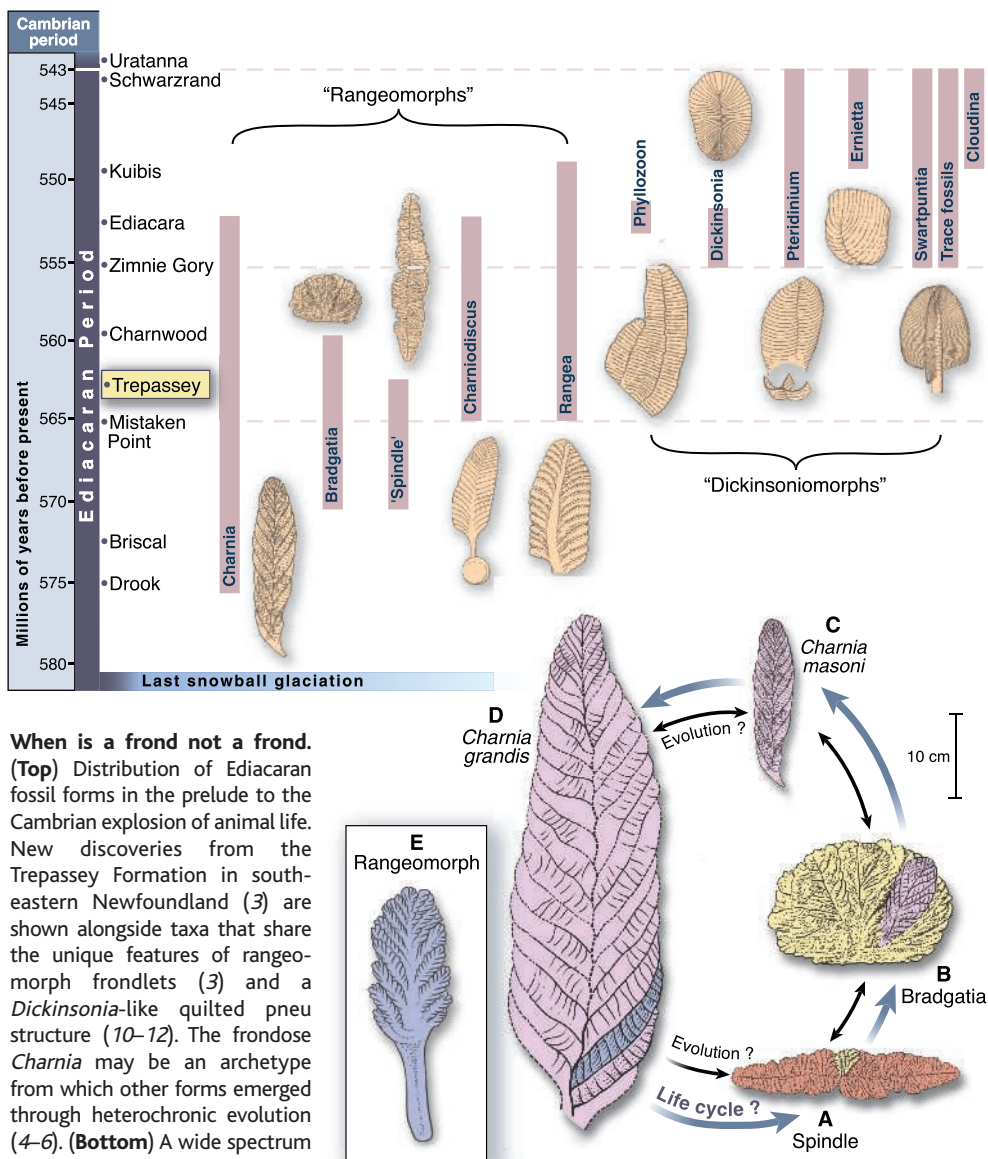 Cambrian
period
Uratanna
543
Schwarzrand
545
Kuibis
550
Ediacara
555
Zimnie Gory
Charnwood
560
Trepassey
565
Mistaken
Point
570
Briscal
575
Drook
580
Millions of years before present
Ediacaran Period
Last snowball glaciation
“Rangeomorphs”
Charnia
Bradgatia
'Spindle'
Charniodiscus
Rangea
Phyllozoon
Dickinsonia
Pteridinium
Ernietta
Swartpuntia
Trace fossils
Cloudina
“Dickinsoniomorphs”
When is a frond not a frond.
(Top) Distribution of Ediacaran
fossil forms in the prelude to the
Cambrian explosion of animal life.
New discoveries from the
Trepassey Formation in south-
eastern Newfoundland (3) are
shown alongside taxa that share
the unique features of rangeo-
morph frondlets (3) and a
Dickinsonia-like quilted pneu
structure (10–12). The frondose
Charnia may be an archetype
from which other forms emerged
through heterochronic evolution
(4–6). (Bottom) A wide spectrum
E
Rangeomorph
D
Charnia
grandis
C
Charnia
masoni
Evolution ?
10 cm
B
Bradgatia
Evolution ?
Life cycle ?
A
Spindle